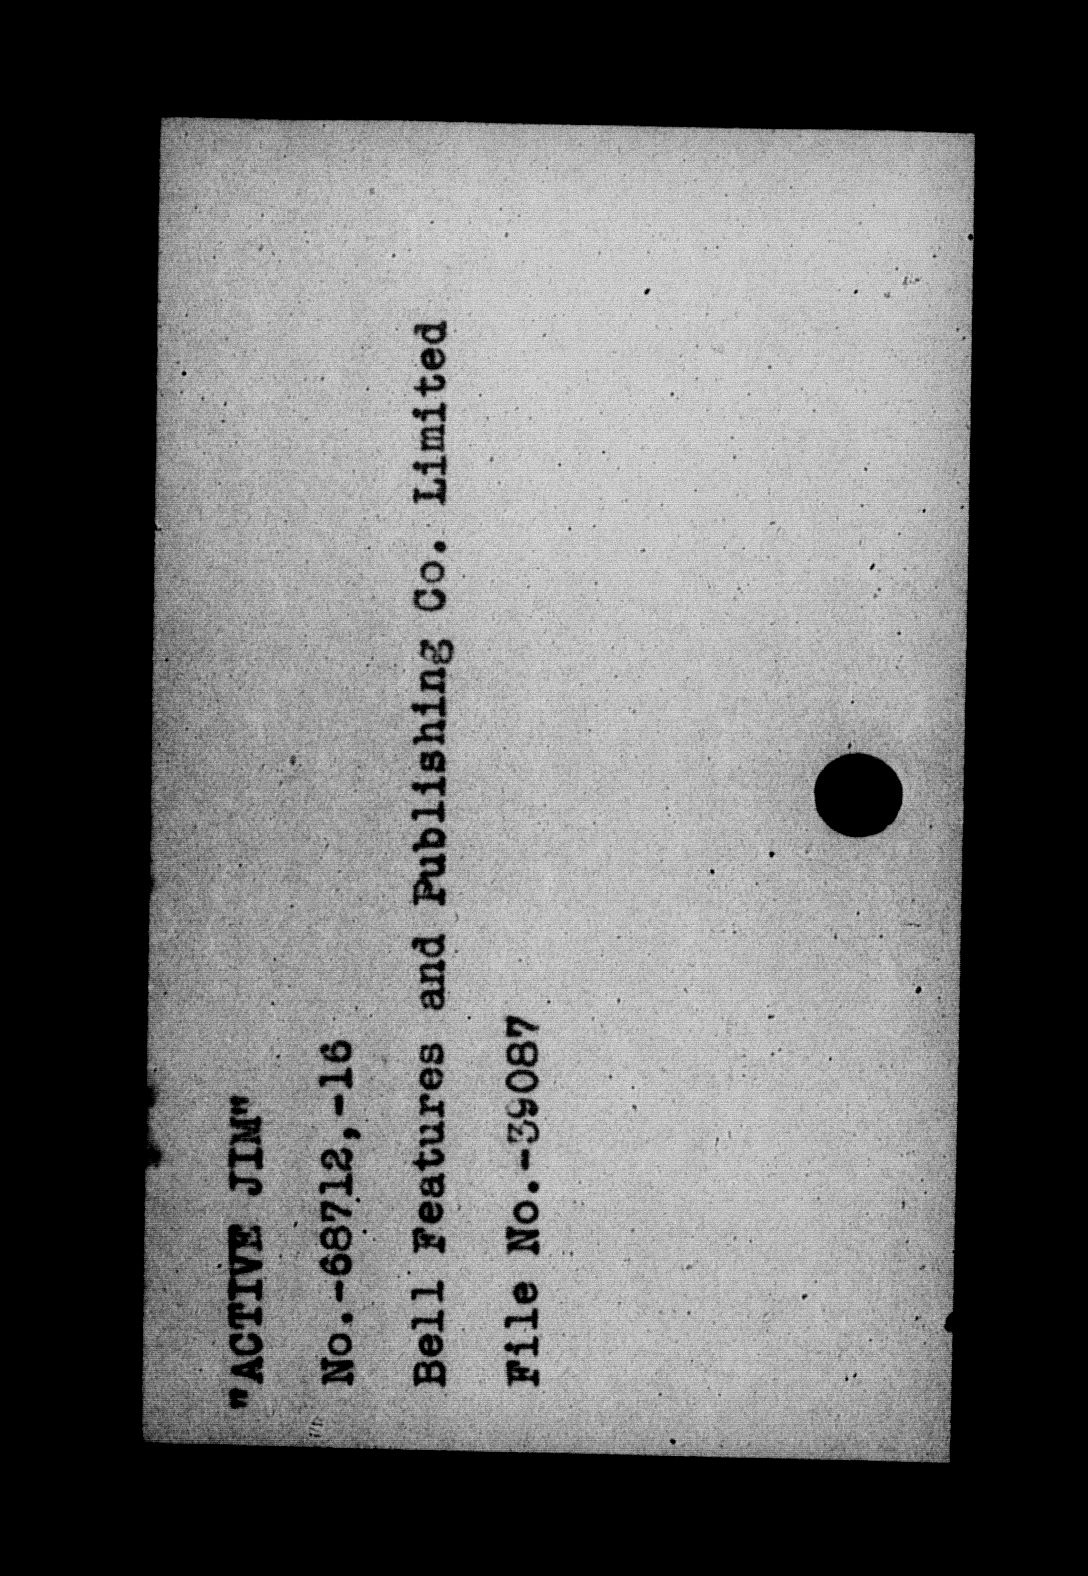 "ACTIVE JIM"
No.-68712,-16
Bell Features and Publishing Co. Limited
File No.-39087